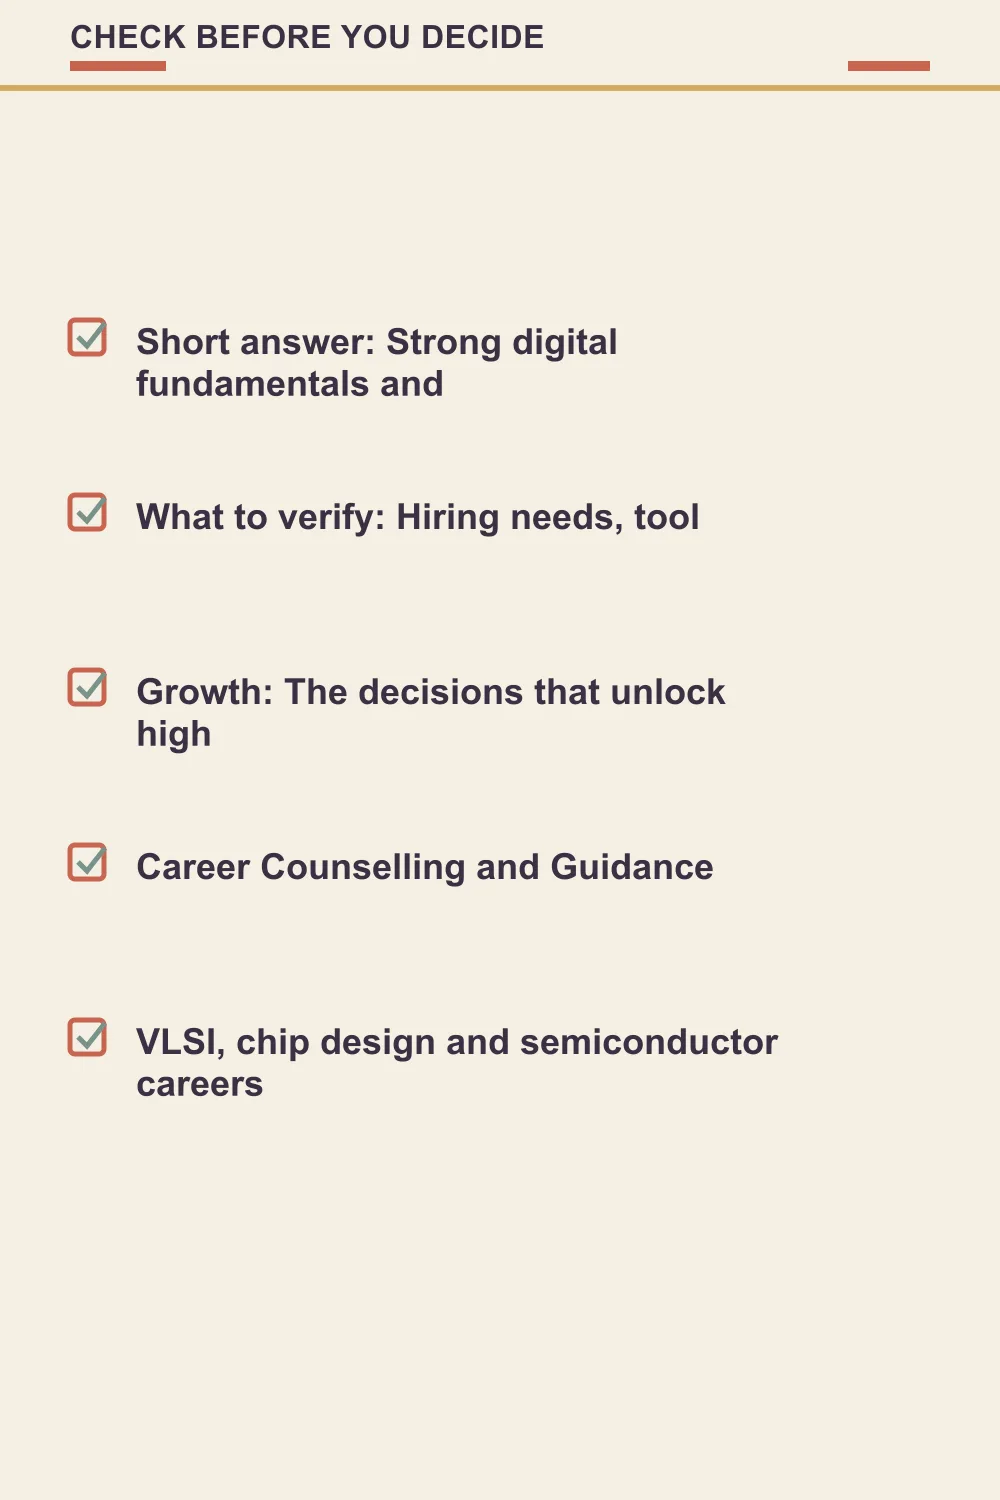 CHECK BEFORE YOU DECIDE
Short answer: Strong digital
fundamentals and
What to verify: Hiring needs, tool
Growth: The decisions that unlock
high
Career Counselling and Guidance
VLSI, chip design and semiconductor
careers